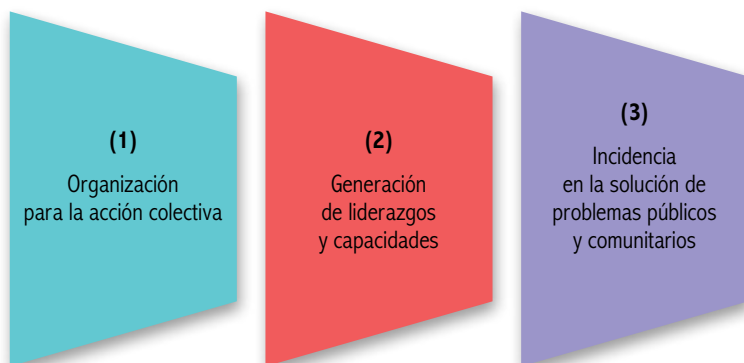 (1)
Organización
para la acción colectiva
(2)
Generación
de liderazgos
y capacidades
(3)
Incidencia
en la solución de
problemas públicos
y comunitarios